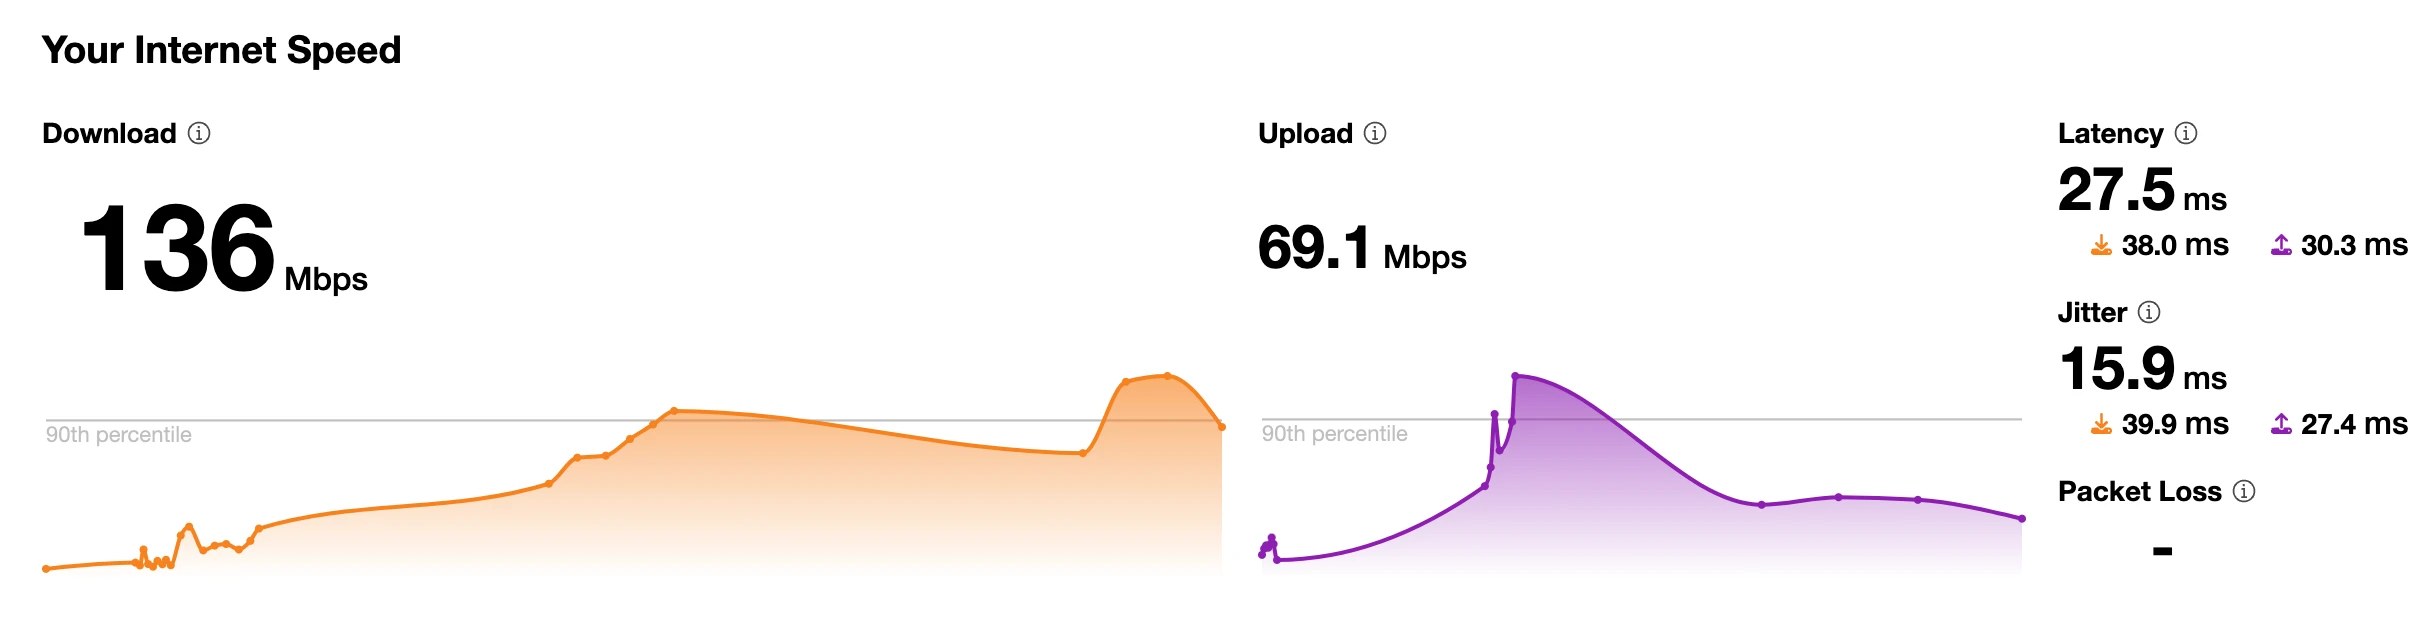 Your Internet Speed
Download
136 Mbps
90th percentile
Upload
69.1 Mbps
90th percentile
Latency
27.5 ms
38.0 ms 30.3 ms
Jitter
15.9 ms
39.9 ms 27.4 ms
Packet Loss
-